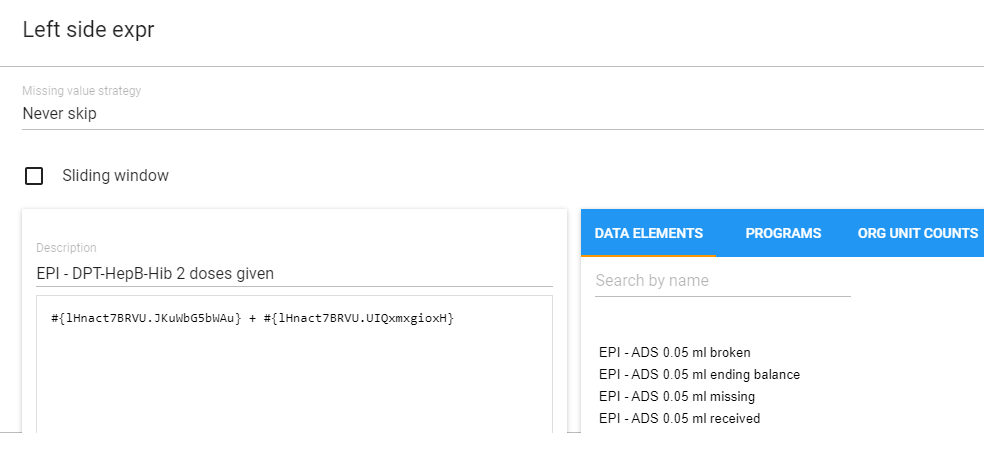 Left side expr
Missing value strategy
Never skip
Sliding window
Description
EPI - DPT-HepB-Hib 2 doses given
#{lHnact7BRVU.JKuWbG5bWAu} + #{lHnact7BRVU.UIQxmxgioxH}
DATA ELEMENTS PROGRAMS ORG UNIT COUNTS
Search by name
EPI - ADS 0.05 ml broken
EPI - ADS 0.05 ml ending balance
EPI - ADS 0.05 ml missing
EPI - ADS 0.05 ml received